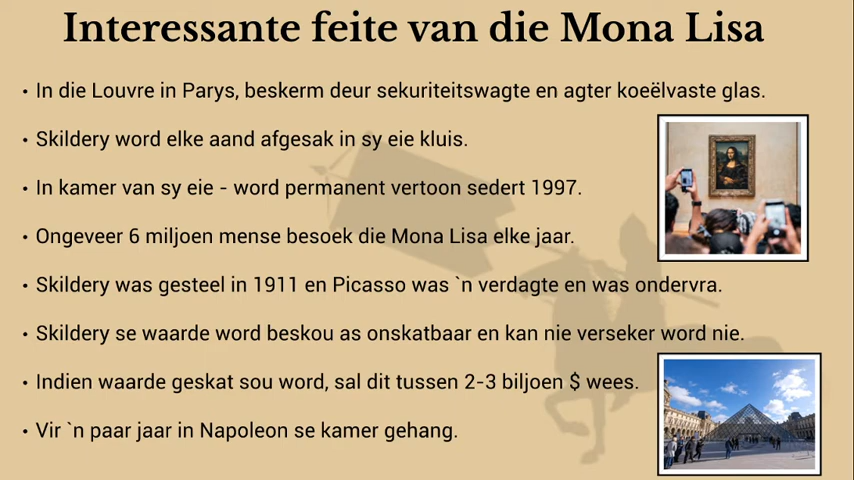 Interessante feite van die Mona Lisa
• In die Louvre in Parys, beskerm deur sekuriteitswagte en agter koeëlvaste glas.
• Skildery word elke aand afgesak in sy eie kluis.
• In kamer van sy eie - word permanent vertoon sedert 1997.
• Ongeveer 6 miljoen mense besoek die Mona Lisa elke jaar.
• Skildery was gesteel in 1911 en Picasso was `n verdagte en was ondervra.
• Skildery se waarde word beskou as onskatbaar en kan nie verseker word nie.
• Indien waarde geskat sou word, sal dit tussen 2-3 biljoen $ wees.
• Vir `n paar jaar in Napoleon se kamer gehang.